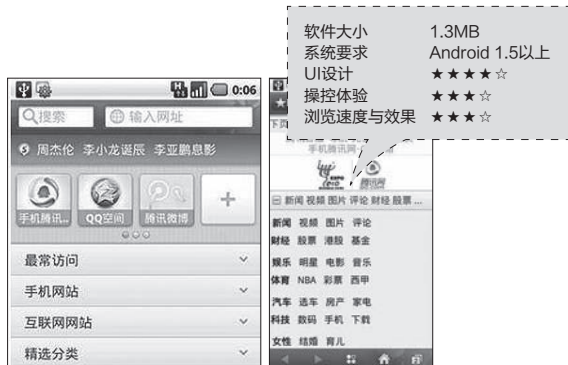 软件大小 1.3MB
系统要求 Android 1.5以上
UI设计 ★★★★☆
操控体验 ★★★☆
浏览速度与效果 ★★★☆
0:06
搜索 输入网址
周杰伦 李小龙诞辰 李亚鹏息影
手机腾讯... QQ空间 腾讯微博 +
最常访问
手机网站
互联网网站
精选分类
手机腾讯网
EXPO
2010 腾讯网
新闻 视频 图片 评论 财经 股票 ...
新闻 视频 图片 评论
财经 股票 港股 基金
娱乐 明星 电影 音乐
体育 NBA 彩票 西甲
汽车 选车 房产 家电
科技 数码 手机 下载
女性 结婚 育儿